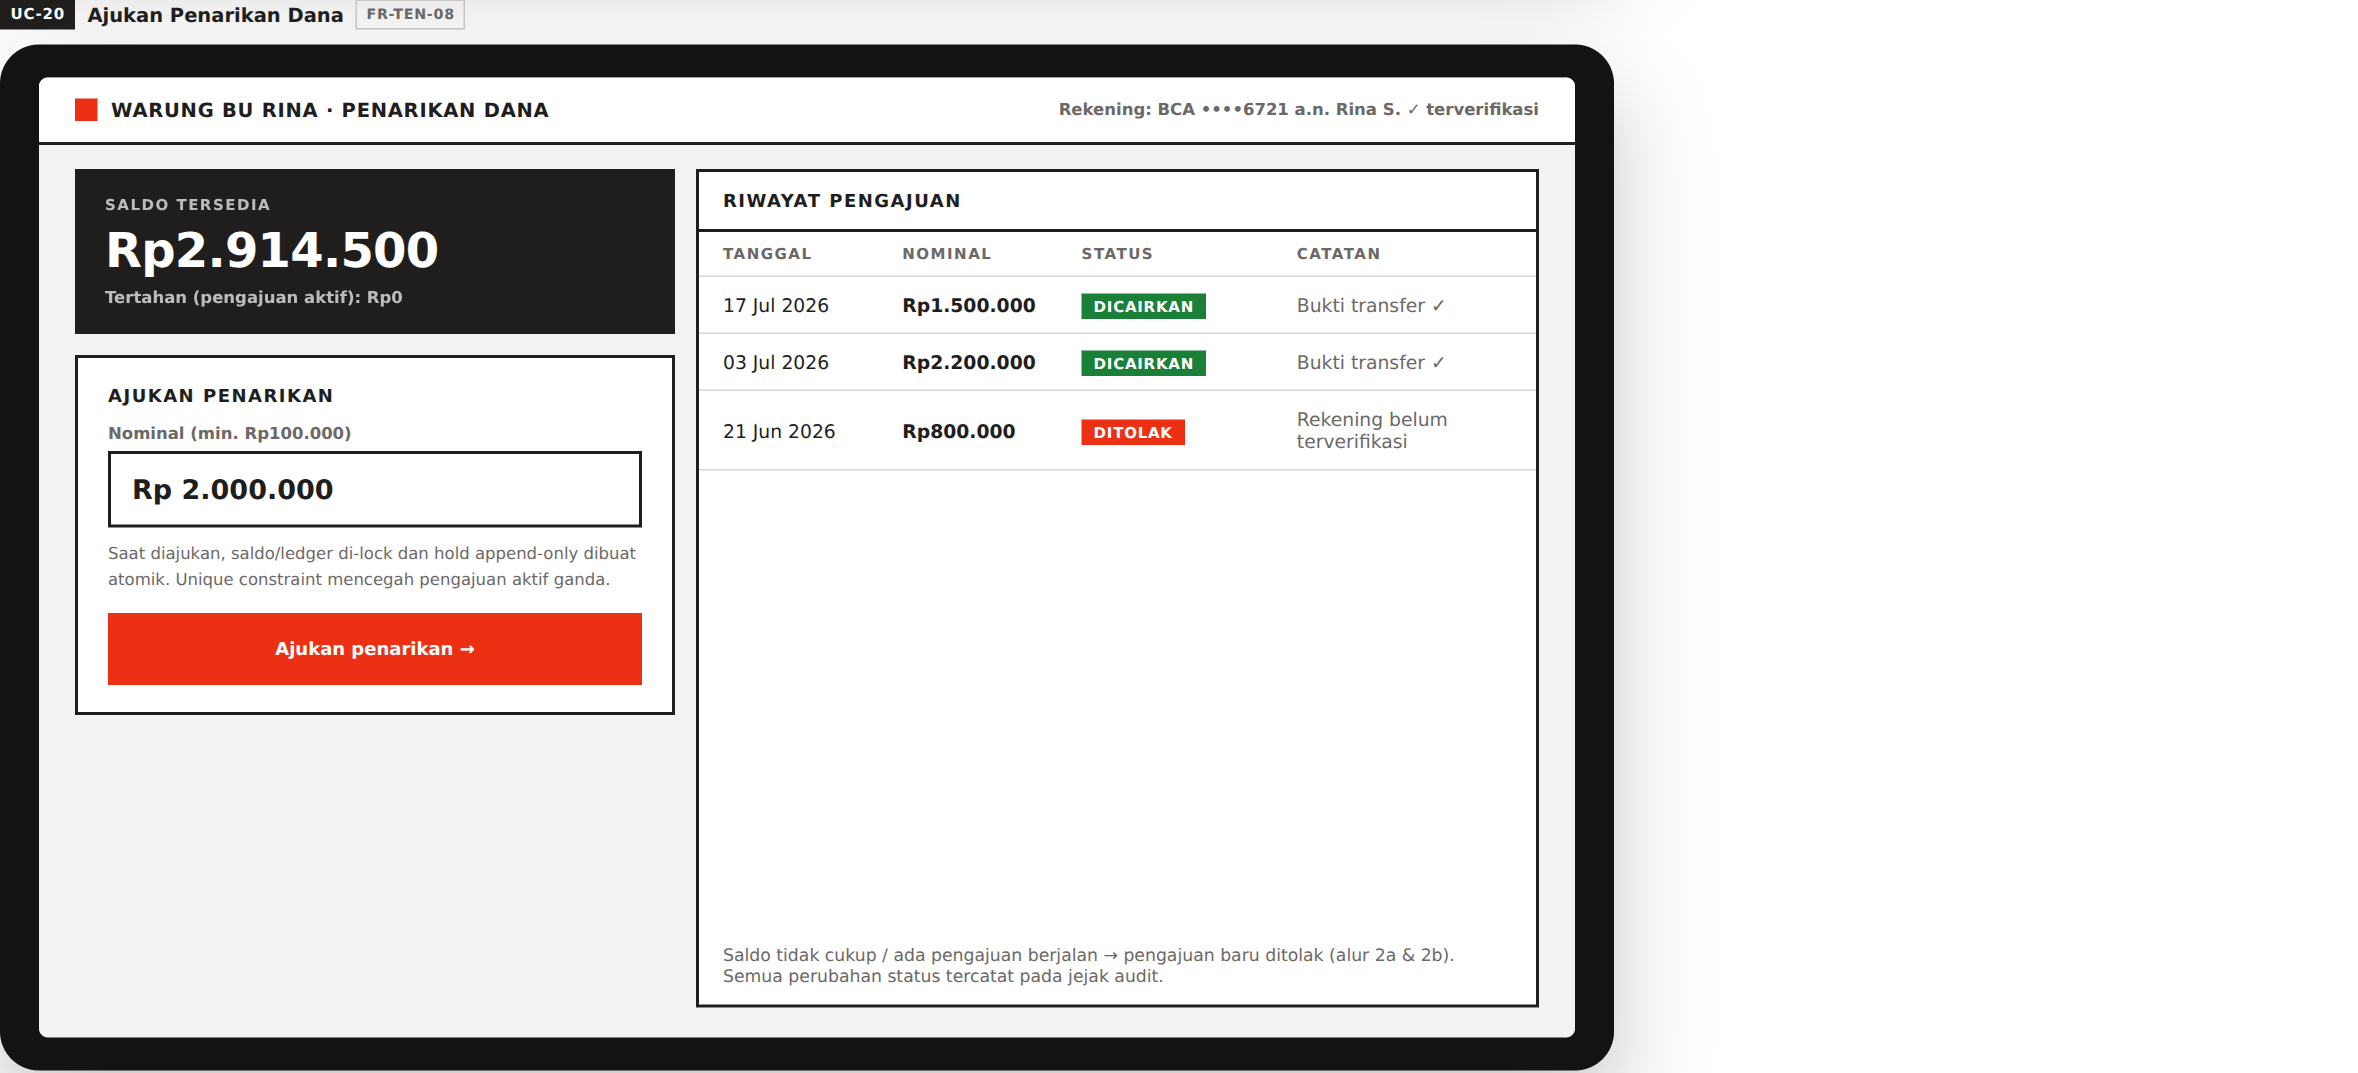 UC-20 Ajukan Penarikan Dana FR-TEN-08
WARUNG BU RINA · PENARIKAN DANA
Rekening: BCA ••••6721 a.n. Rina S. ✓ terverifikasi
SALDO TERSEDIA
Rp2.914.500
Tertahan (pengajuan aktif): Rp0
AJUKAN PENARIKAN
Nominal (min. Rp100.000)
Rp 2.000.000
Saat diajukan, saldo/ledger di-lock dan hold append-only dibuat
atomik. Unique constraint mencegah pengajuan aktif ganda.
Ajukan penarikan →
RIWAYAT PENGAJUAN
TANGGAL NOMINAL STATUS CATATAN
17 Jul 2026 Rp1.500.000 DICAIRKAN Bukti transfer ✓
03 Jul 2026 Rp2.200.000 DICAIRKAN Bukti transfer ✓
21 Jun 2026 Rp800.000 DITOLAK Rekening belum
terverifikasi
Saldo tidak cukup / ada pengajuan berjalan → pengajuan baru ditolak (alur 2a & 2b).
Semua perubahan status tercatat pada jejak audit.